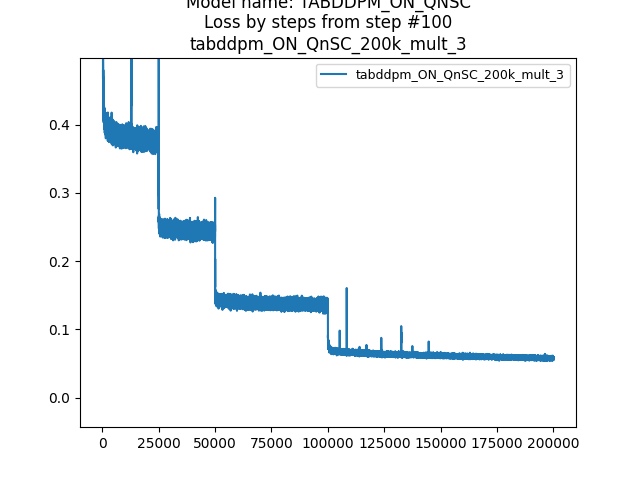 Model name: TABDDPM_ON_QNSC
Loss by steps from step #100
tabddpm_ON_QnSC_200k_mult_3
tabddpm_ON_QnSC_200k_mult_3
0.4
0.3
0.2
0.1
0.0
0 25000 50000 75000 100000 125000 150000 175000 200000